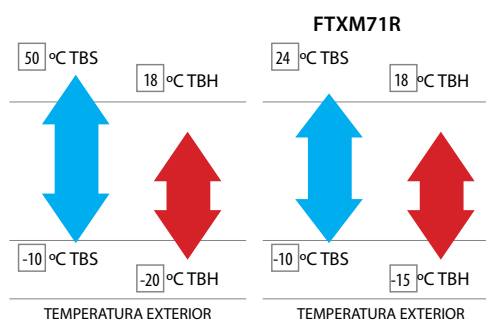 FTXM71R
50 ºC TBS
18 ºC TBH
24 ºC TBS
18 ºC TBH
-10 ºC TBS
-20 ºC TBH
-10 ºC TBS
-15 ºC TBH
TEMPERATURA EXTERIOR
TEMPERATURA EXTERIOR